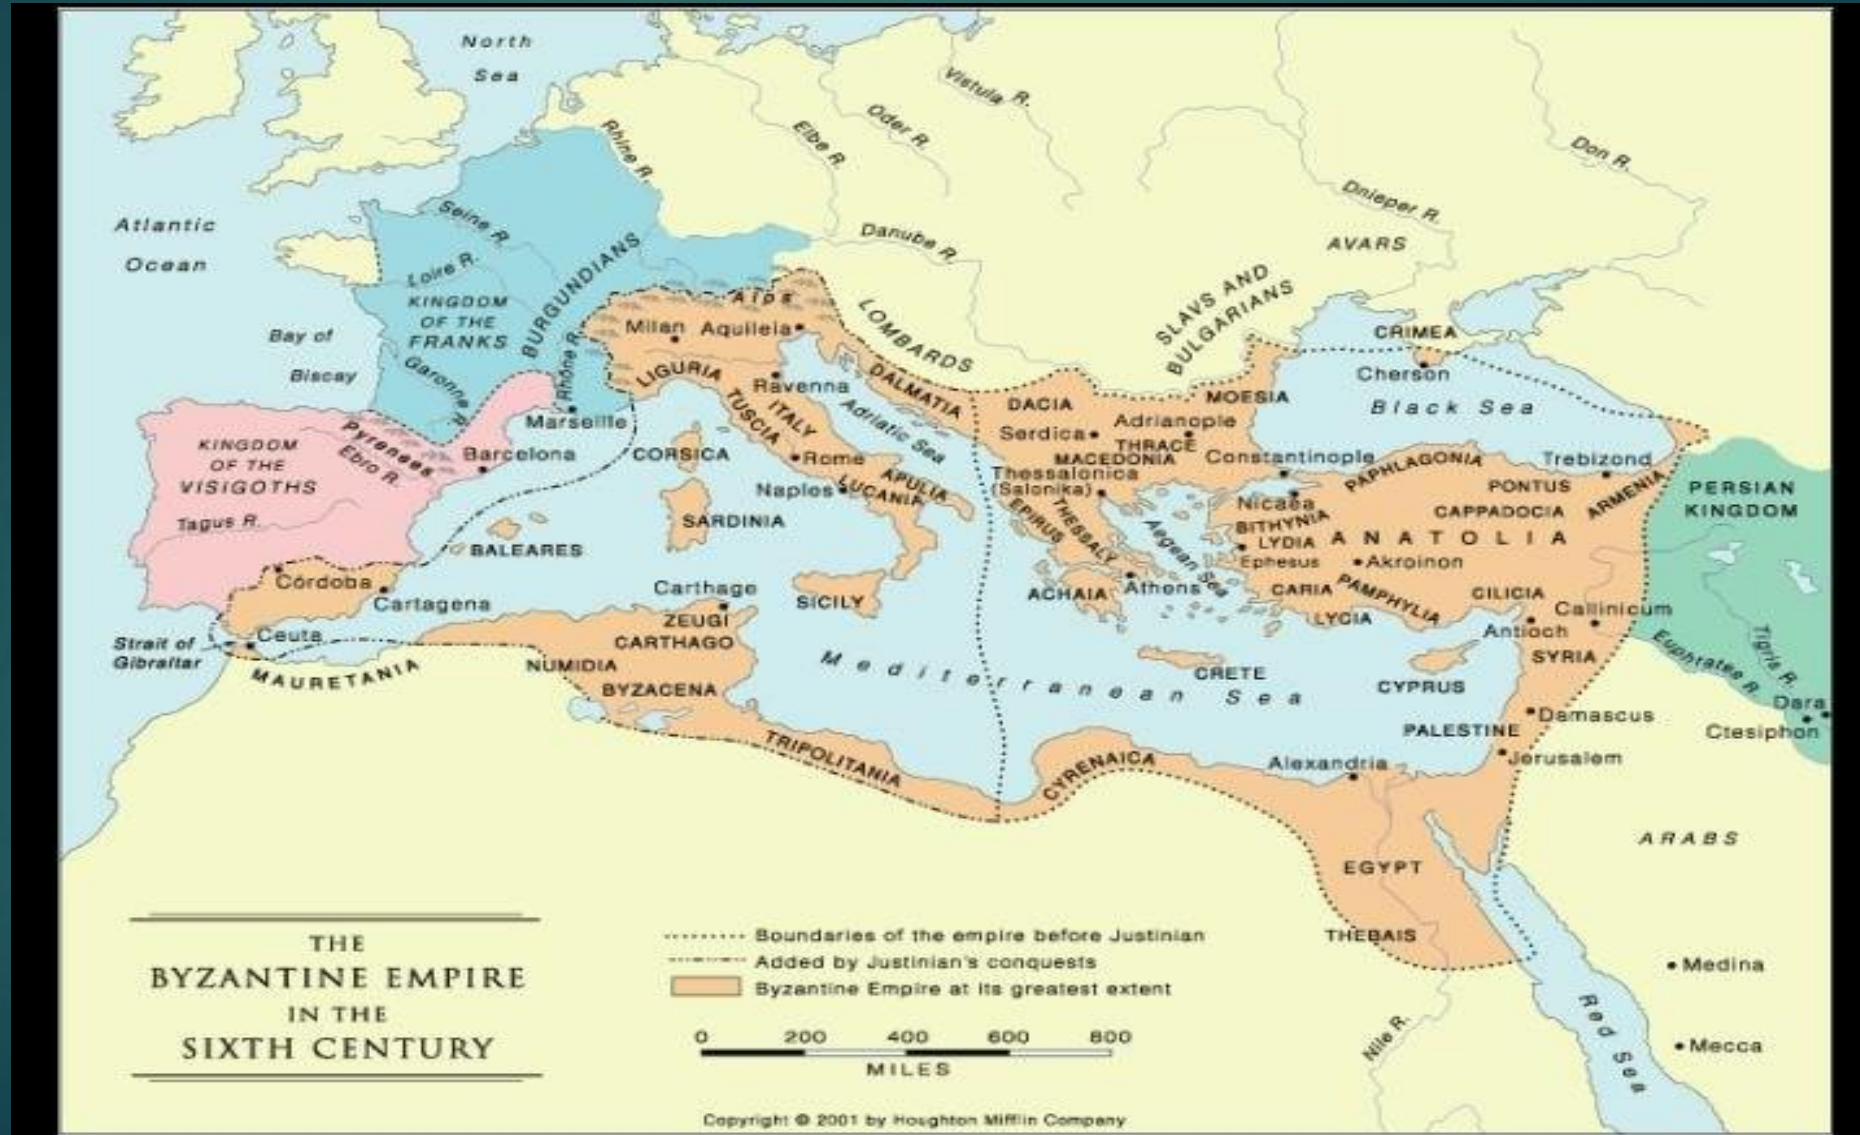 North
Sea
Vistula R.
Oder R.
Elbe R.
Rhine R.
Don R.
Dnieper R.
Atlantic
Ocean
Seine R.
Danube R.
AVARS
Loire R.
BURGUNDIANS
KINGDOM
OF THE
FRANKS
SLAVS AND
BULGARIANS
Alps
LOMBARDS
Milan
Aquileia
Bay of
Biscay
Rhône R.
Garonne R.
CRIMEA
Cherson
Black Sea
LIGURIA
Ravenna
DALMATIA
TUSCIA
ITALY
Adriatic Sea
DACIA
MOESIA
Adrianople
Serdica
THRACE
MACEDONIA
Constantinople
Marseille
Pyrenees
Ebro R.
KINGDOM
OF THE
VISIGOTHS
Barcelona
CORSICA
Rome
APULIA
Naples
LUCANIA
Thessalonica
(Salonika)
PAPHLAGONIA
Trebizond
PONTUS
ARMENIA
PERSIAN
KINGDOM
Tagus R.
SARDINIA
BALEARES
EPIRUS
THESSALY
Aegean Sea
Nicaea
BITHYNIA
CAPPADOCIA
LYDIA
ANATOLIA
Ephesus
Akroinon
Córdoba
Cartagena
Carthage
SICILY
ACHAIA
Athens
CARIA
PAMPHYLIA
CILICIA
Callinicum
ZEUGI
CARTHAGO
LYCIA
Antioch
Strait of
Gibraltar
Ceuta
MAURETANIA
NUMIDIA
BYZACENA
Mediterranean Sea
CRETE
CYPRUS
SYRIA
Euphrates R.
Tigris R.
Dara
Ctesiphon
PALESTINE
Damascus
Jerusalem
TRIPOLITANIA
CYRENAICA
Alexandria
ARABS
EGYPT
THEBAIS
Medina
Mecca
Red Sea
Nile R.
THE
BYZANTINE EMPIRE
IN THE
SIXTH CENTURY
Boundaries of the empire before Justinian
Added by Justinian's conquests
Byzantine Empire at its greatest extent
0 200 400 600 800
MILES
Copyright © 2001 by Houghton Mifflin Company